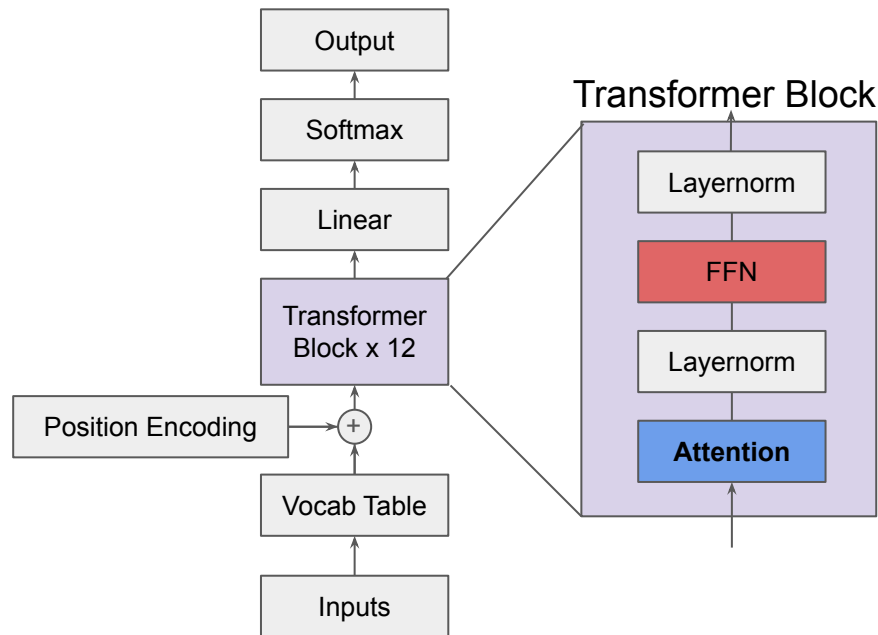 Output
Softmax
Linear
Transformer
Block x 12
Position Encoding
+
Vocab Table
Inputs
Transformer Block
Layernorm
FFN
Layernorm
Attention